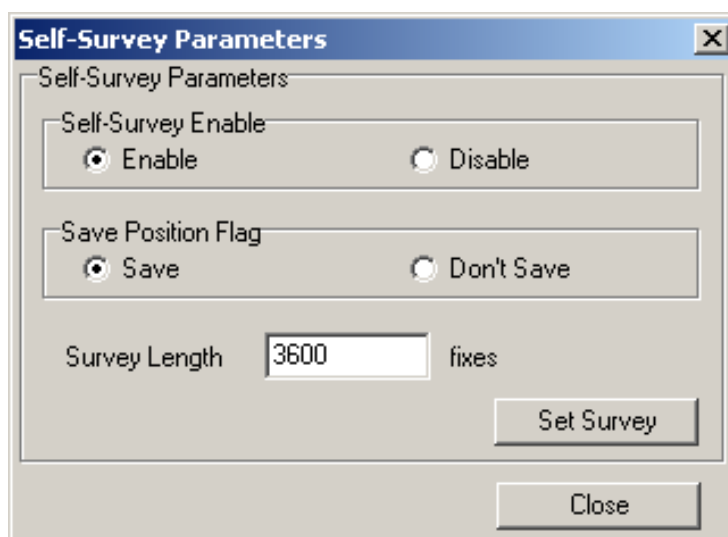 Self-Survey Parameters
Self-Survey Parameters
Self-Survey Enable
Enable Disable
Save Position Flag
Save Don't Save
Survey Length 3600 fixes
Set Survey
Close